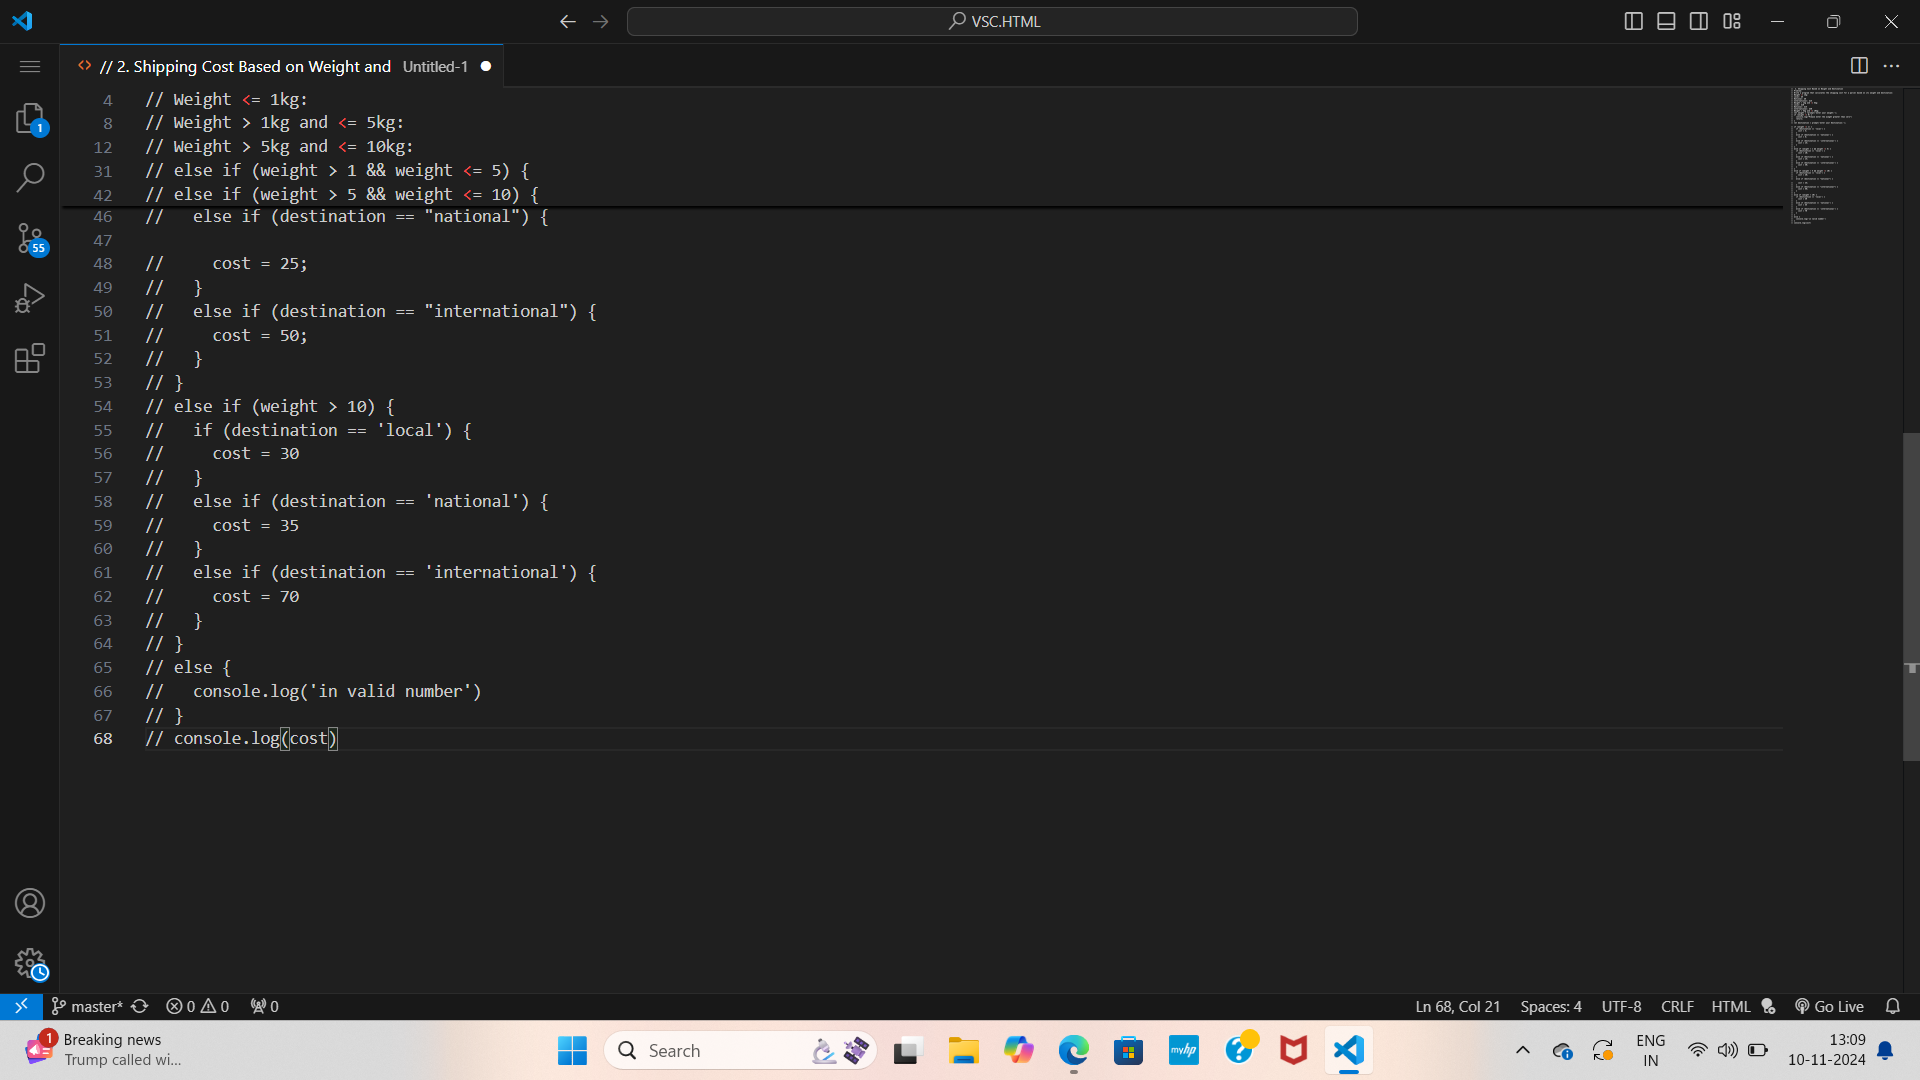 VSC.HTML
// 2. Shipping Cost Based on Weight and Untitled-1
4 // Weight <= 1kg:
8 // Weight > 1kg and <= 5kg:
12 // Weight > 5kg and <= 10kg:
31 // else if (weight > 1 && weight <= 5) {
42 // else if (weight > 5 && weight <= 10) {
46 //   else if (destination == "national") {
47
48 //     cost = 25;
49 //   }
50 //   else if (destination == "international") {
51 //     cost = 50;
52 //   }
53 // }
54 // else if (weight > 10) {
55 //   if (destination == 'local') {
56 //     cost = 30
57 //   }
58 //   else if (destination == 'national') {
59 //     cost = 35
60 //   }
61 //   else if (destination == 'international') {
62 //     cost = 70
63 //   }
64 // }
65 // else {
66 //   console.log('in valid number')
67 // }
68 // console.log(cost)
1
55
master* 0 0 0 Ln 68, Col 21 Spaces: 4 UTF-8 CRLF HTML Go Live
1 Breaking news
Trump called wi...
Search
myhp
ENG
IN
13:09
10-11-2024